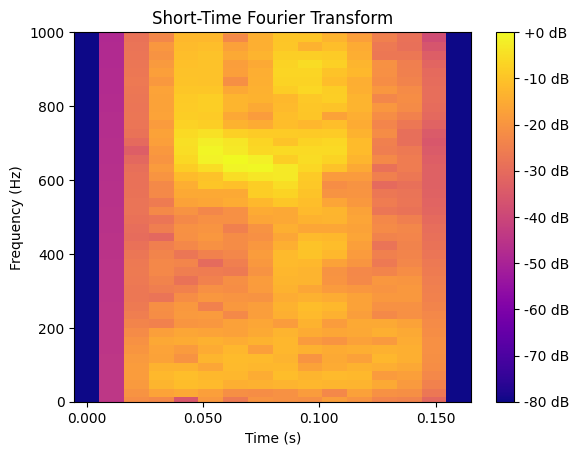 Short-Time Fourier Transform
1000
800
600
400
200
0
Frequency (Hz)
0.000
0.050
0.100
0.150
Time (s)
+0 dB
-10 dB
-20 dB
-30 dB
-40 dB
-50 dB
-60 dB
-70 dB
-80 dB